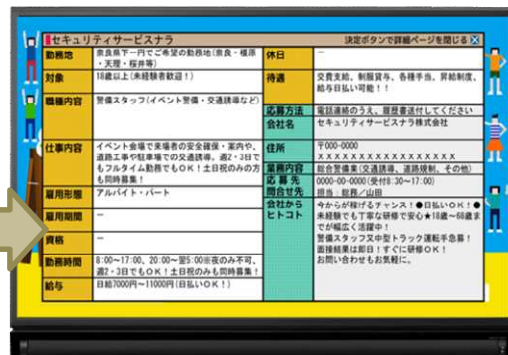 セキュリティサービスナラ
決定ボタンで詳細ページを閉じる
勤務地
奈良県下一円でご希望の勤務地(奈良・橿原
・天理・桜井等)
対象
18歳以上(未経験者歓迎!)
職種内容
警備スタッフ(イベント警備・交通誘導など)
仕事内容
イベント会場で来場者の安全確保・案内や、
道路工事や駐車場での交通誘導。週2・3日で
もフルタイム勤務でもOK!土日祝のみの方
も同時募集!
雇用形態
アルバイト・パート
雇用期間
−
資格
−
勤務時間
8:00〜17:00、20:00〜翌5:00※夜のみ不可、
週2・3日でもOK!土日祝のみも同時募集!
給与
日給7000円〜11000円(日払いOK!)
休日
−
待遇
交費支給、制服貸与、各種手当、昇給制度、
給与日払い可能!!
応募方法
電話連絡のうえ、履歴書送付してください
会社名
セキュリティサービスナラ株式会社
住所
〒000-0000
XXXXXXXXXXXXXXXXXX
業務内容
総合警備業(交通誘導、道路規制、その他)
応募先
問合せ先
0000-00-0000(受付8:30〜17:00)
担当:総務/山田
会社から
ヒトコト
今からが稼げるチャンス!●日払いOK!●
未経験でも丁寧な研修で安心★18歳〜68歳ま
でが幅広く活躍中!
警備スタッフ又中型トラック運転手急募!
面接結果は即日!すぐに研修OK!
お問い合わせもお気軽に。